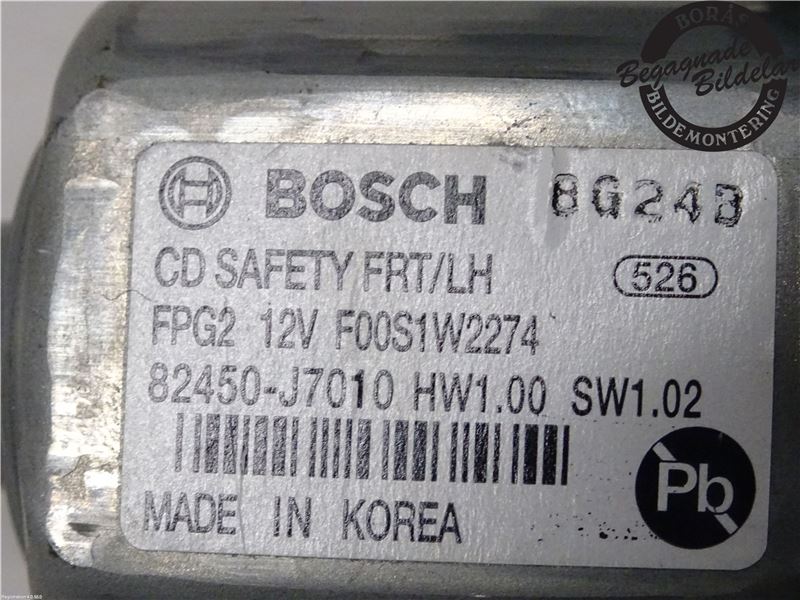 BORÅS
Begagnade
Bildelar
BILDEMONTERING
BOSCH 8G24B
CD SAFETY FRT/LH 526
FPG2 12V F00S1W2274
82450-J7010 HW1.00 SW1.02
Pb
MADE IN KOREA